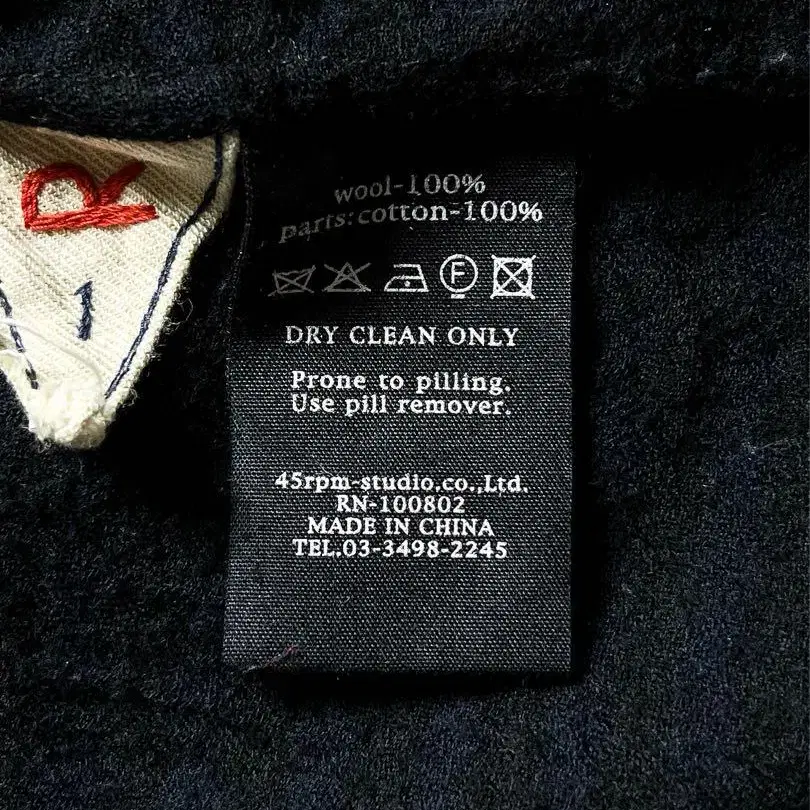 R
1
wool-100%
parts:cotton-100%
F
DRY CLEAN ONLY
Prone to pilling.
Use pill remover.
45rpm-studio.co.,Ltd.
RN-100802
MADE IN CHINA
TEL.03-3498-2245